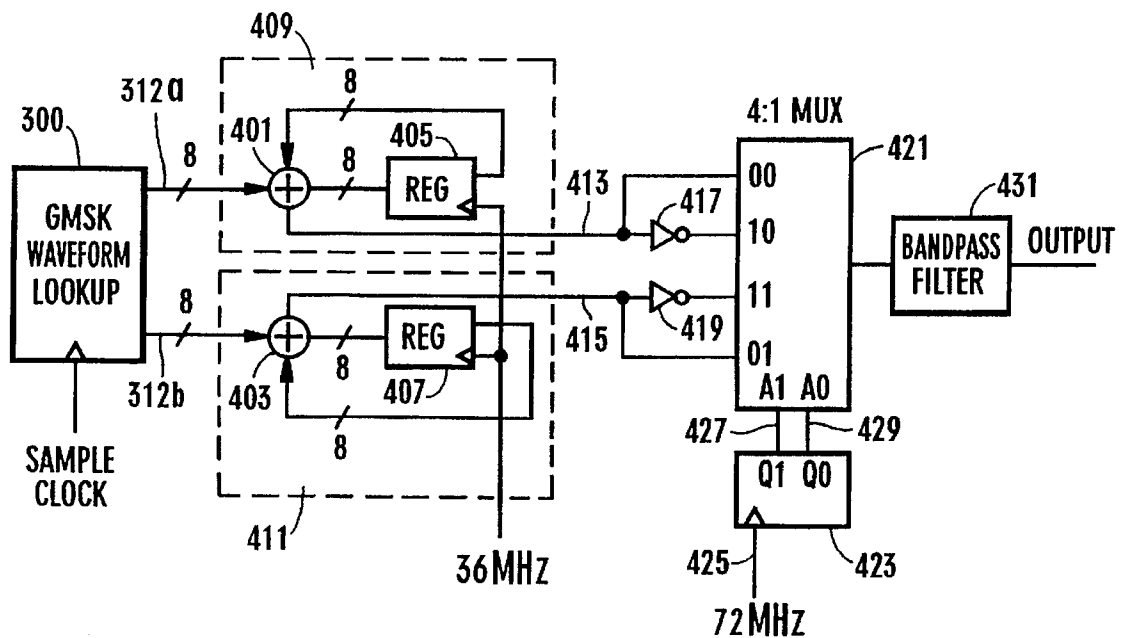 409
312a
8
8
300
401
405
8
REG
4:1 MUX
421
413
417
00
10
431
GMSK
WAVEFORM
LOOKUP
BANDPASS
FILTER
OUTPUT
8
REG
11
415
419
01
403
8
407
A1 A0
312b
8
427
429
SAMPLE
CLOCK
Q1 Q0
411
36MHz
425
423
72MHz